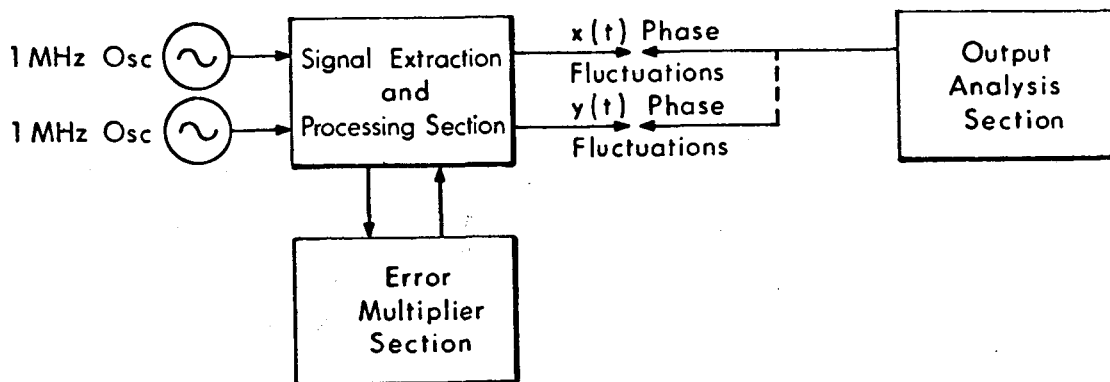 1 MHz Osc
1 MHz Osc
Signal Extraction
and
Processing Section
x(t) Phase
Fluctuations
y(t) Phase
Fluctuations
Output
Analysis
Section
Error
Multiplier
Section